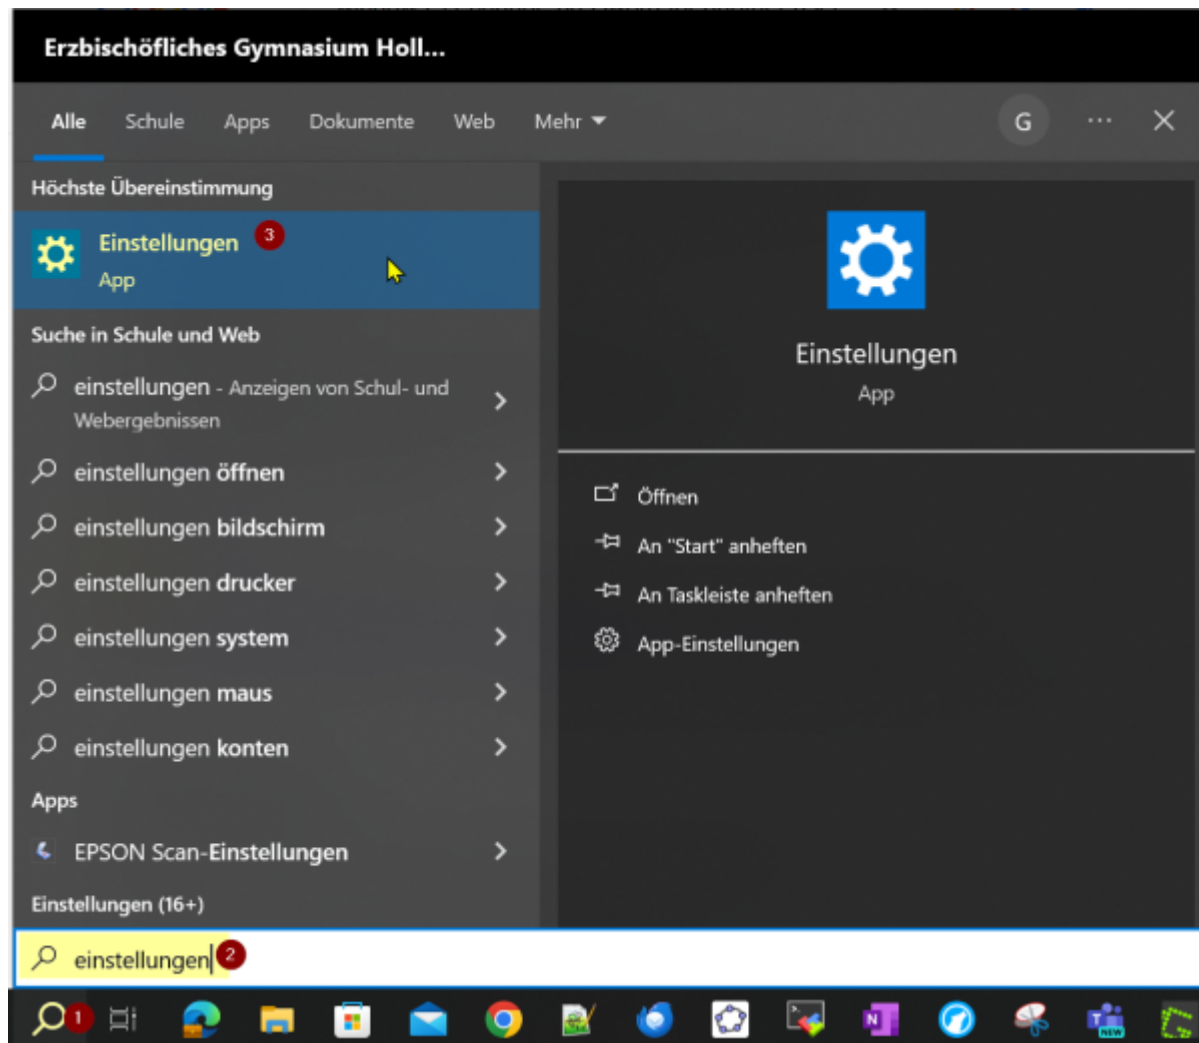 Erzbischöfliches Gymnasium Holl...
Alle Schule Apps Dokumente Web Mehr
G
Höchste Übereinstimmung
Einstellungen 3
App
Suche in Schule und Web
einstellungen - Anzeigen von Schul- und
Webergebnissen
einstellungen öffnen
einstellungen bildschirm
einstellungen drucker
einstellungen system
einstellungen maus
einstellungen konten
Apps
EPSON Scan-Einstellungen
Einstellungen (16+)
Einstellungen
App
Öffnen
An "Start" anheften
An Taskleiste anheften
App-Einstellungen
einstellungen 2
1
N
T
NEW